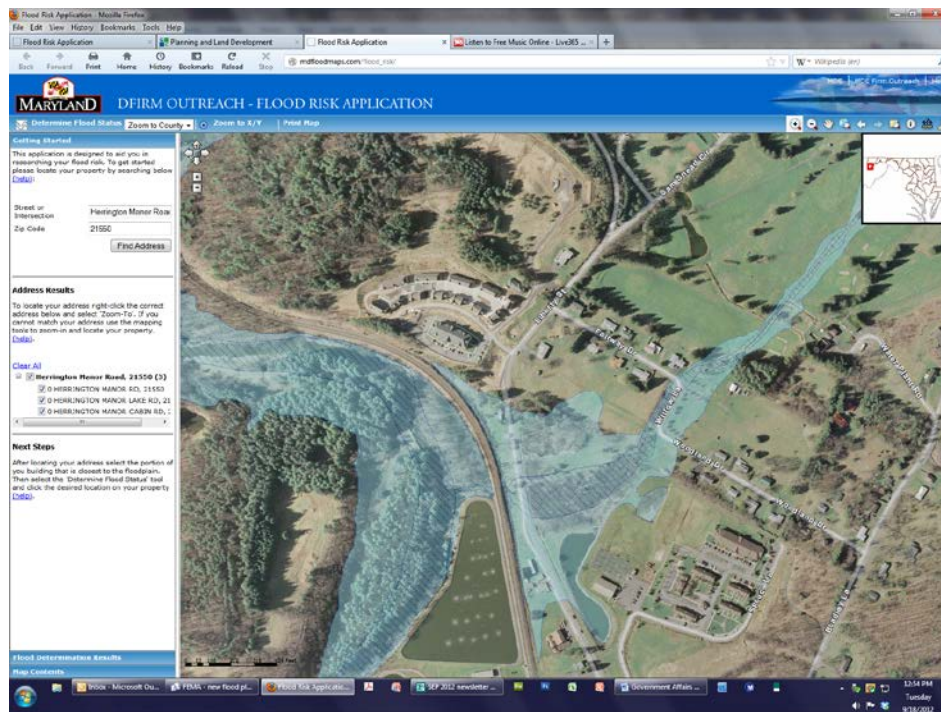 Flood Risk Application - Mozilla Firefox
File Edit View History Bookmarks Tools Help
Flood Risk Application
Planning and Land Development
Flood Risk Application
Listen to Free Music Online - Live365 ...
Back Forward Print Home History Bookmarks Reload Stop
mdfloodmaps.com/flood_risk/
Wikipedia (en)
MARYLAND
DFIRM OUTREACH - FLOOD RISK APPLICATION
Determine Flood Status Zoom to County Zoom to X/Y Print Map
Getting Started
This application is designed to aid you in
researching your flood risk. To get started
please locate your property by searching below
(help):
Street or
Intersection
Herrington Manor Road
Zip Code
21550
Find Address
Address Results
To locate your address right-click the correct
address below and select 'Zoom-To'. If you
cannot match your address use the mapping
tools to zoom-in and locate your property.
(help).
Clear All
Herrington Manor Road, 21550 (3)
0 HERRINGTON MANOR RD, 21550
0 HERRINGTON MANOR LAKE RD, 21
0 HERRINGTON MANOR CABIN RD, 2
Next Steps
After locating your address select the portion of
you building that is closest to the floodplain.
Then select the 'Determine Flood Status' tool
and click the desired location on your property
(help).
Flood Determination Results
Map Contents
Fairway Dr
Willow Ln
Woodland Dr
Woodland Dr
Inbox - Microsoft Ou...
FEMA - new flood pl...
Flood Risk Applicatio...
SEP 2012 newsletter ...
Government Affairs ...
12:54 PM
Tuesday
9/18/2012